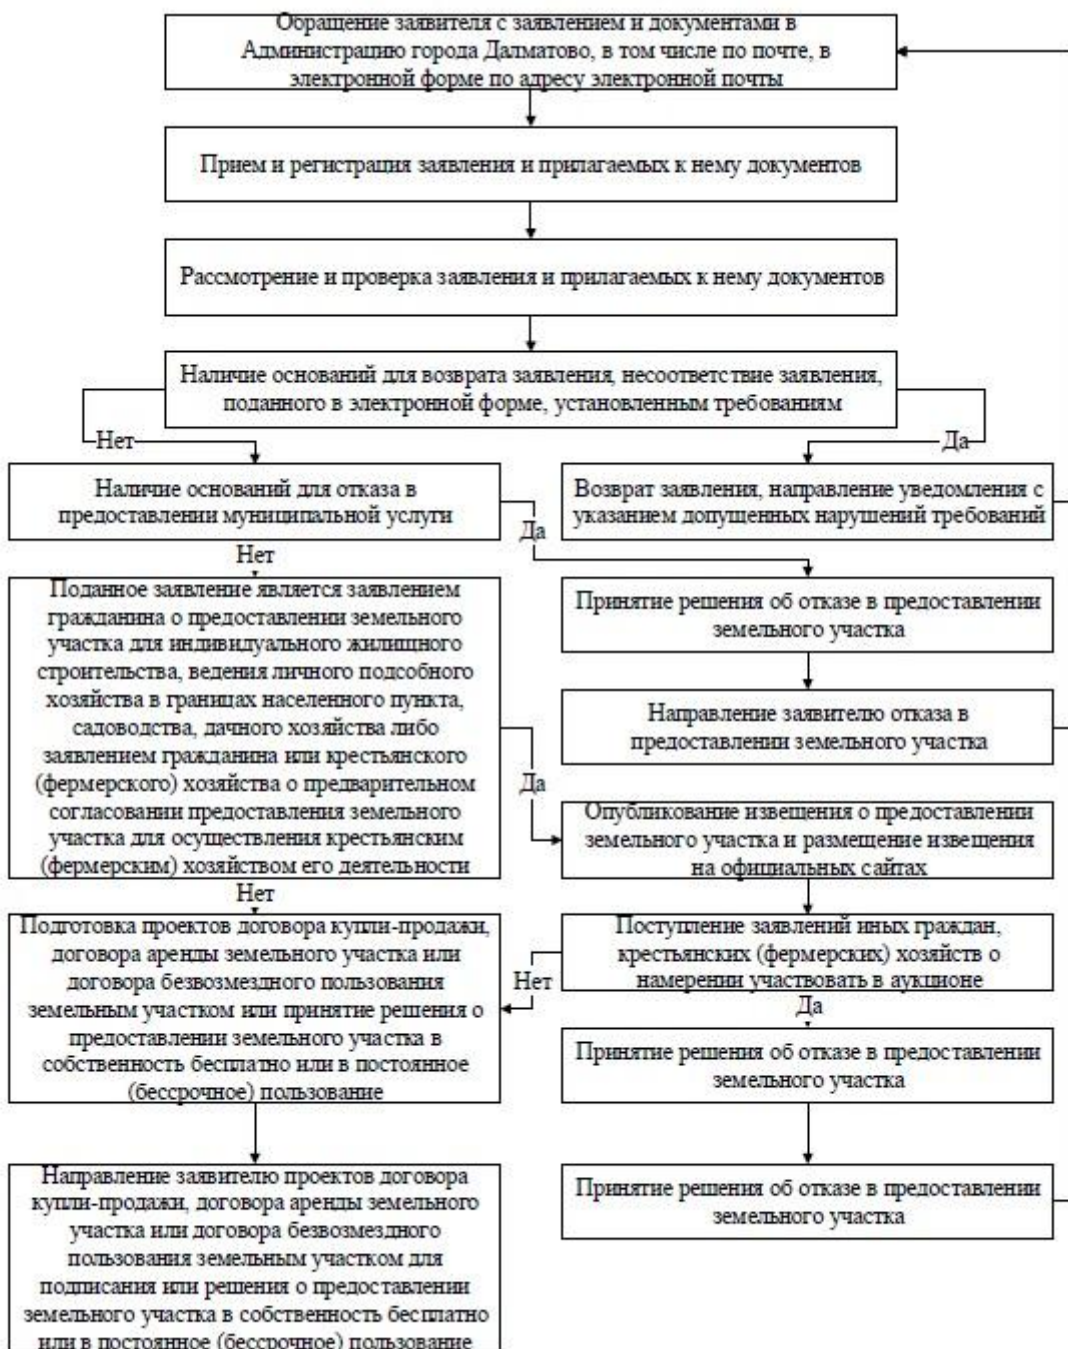 Обращение заявителя с заявлением и документами в
Администрацию города Далматово, в том числе по почте, в
электронной форме по адресу электронной почты
Прием и регистрация заявления и прилагаемых к нему документов
Рассмотрение и проверка заявления и прилагаемых к нему документов
Наличие оснований для возврата заявления, несоответствие заявления,
поданного в электронной форме, установленным требованиям
Нет
Да
Наличие оснований для отказа в
предоставлении муниципальной услуги
Возврат заявления, направление уведомления с
указанием допущенных нарушений требований
Да
Нет
Принятие решения об отказе в предоставлении
земельного участка
Поданное заявление является заявлением
гражданина о предоставлении земельного
участка для индивидуального жилищного
строительства, ведения личного подсобного
хозяйства в границах населенного пункта,
садоводства, дачного хозяйства либо
заявлением гражданина или крестьянского
(фермерского) хозяйства о предварительном
согласовании предоставления земельного
участка для осуществления крестьянским
(фермерским) хозяйством его деятельности
Направление заявителю отказа в
предоставлении земельного участка
Да
Опубликование извещения о предоставлении
земельного участка и размещение извещения
на официальных сайтах
Нет
Подготовка проектов договора купли-продажи,
договора аренды земельного участка или
договора безвозмездного пользования
земельным участком или принятие решения о
предоставлении земельного участка в
собственность бесплатно или в постоянное
(бессрочное) пользование
Поступление заявлений иных граждан,
крестьянских (фермерских) хозяйств о
намерении участвовать в аукционе
Нет
Да
Принятие решения об отказе в предоставлении
земельного участка
Направление заявителю проектов договора
купли-продажи, договора аренды земельного
участка или договора безвозмездного
пользования земельным участком для
подписания или решения о предоставлении
земельного участка в собственность бесплатно
или в постоянное (бессрочное) пользование
Принятие решения об отказе в предоставлении
земельного участка